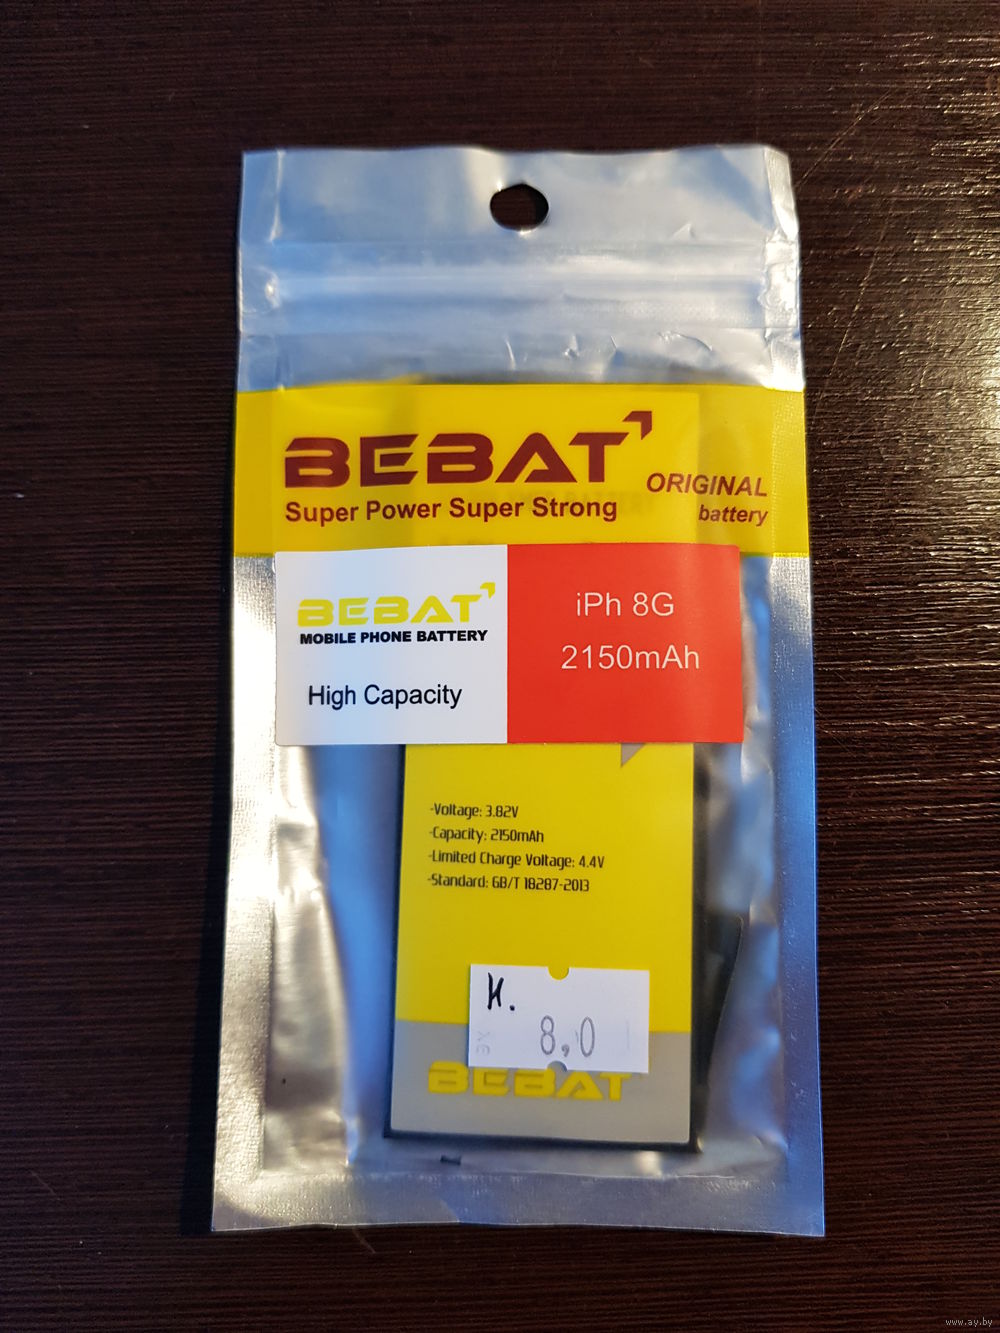 BEBAT
Super Power Super Strong
ORIGINAL
battery
BEBAT
MOBILE PHONE BATTERY
High Capacity
iPh 8G
2150mAh
-Voltage: 3.82V
-Capacity: 2150mAh
-Limited Charge Voltage: 4.4V
-Standard: GB/T 18287-2013
И.
8,0
BEBAT
www.ay.by